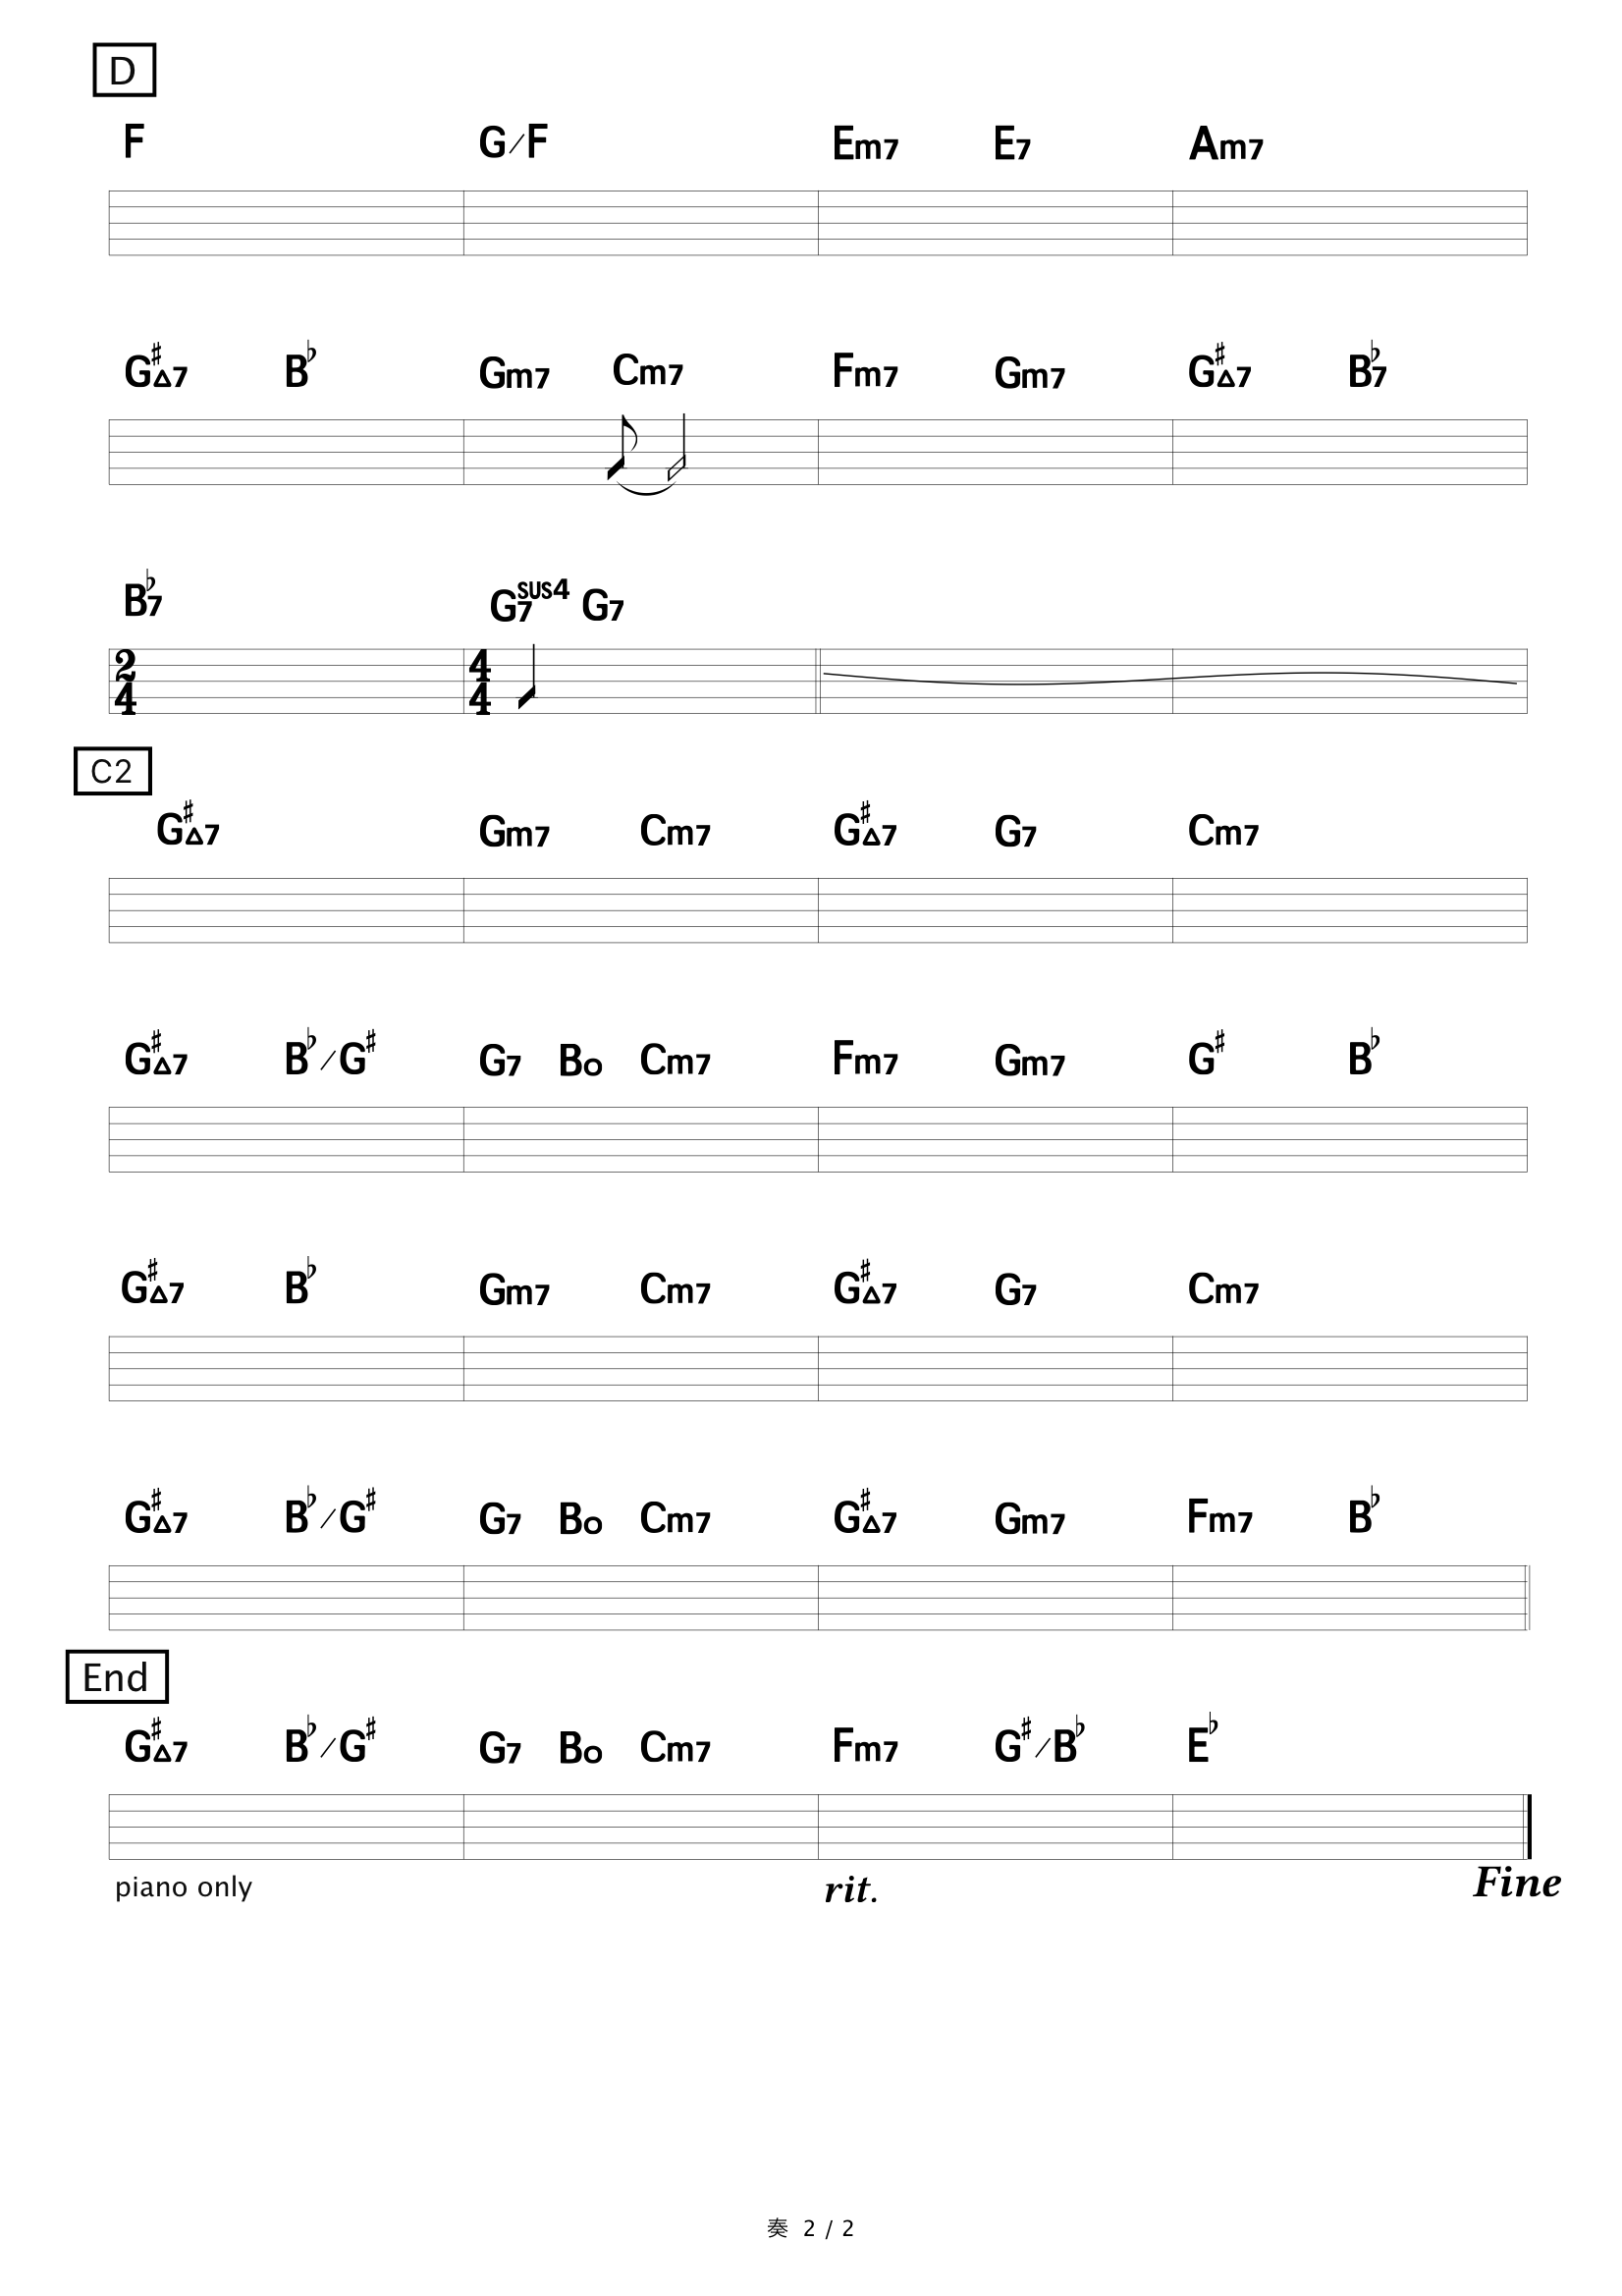 D
F G/F Em7 E7 Am7
G♯△7 B♭ Gm7 Cm7 Fm7 Gm7 G♯△7 B♭7
B♭7 G7sus4 G7
2/4 4/4
C2
G♯△7 Gm7 Cm7 G♯△7 G7 Cm7
G♯△7 B♭/G♯ G7 Bo Cm7 Fm7 Gm7 G♯ B♭
G♯△7 B♭ Gm7 Cm7 G♯△7 G7 Cm7
G♯△7 B♭/G♯ G7 Bo Cm7 G♯△7 Gm7 Fm7 B♭
End
G♯△7 B♭/G♯ G7 Bo Cm7 Fm7 G♯/B♭ E♭
piano only rit. Fine
奏 2 / 2